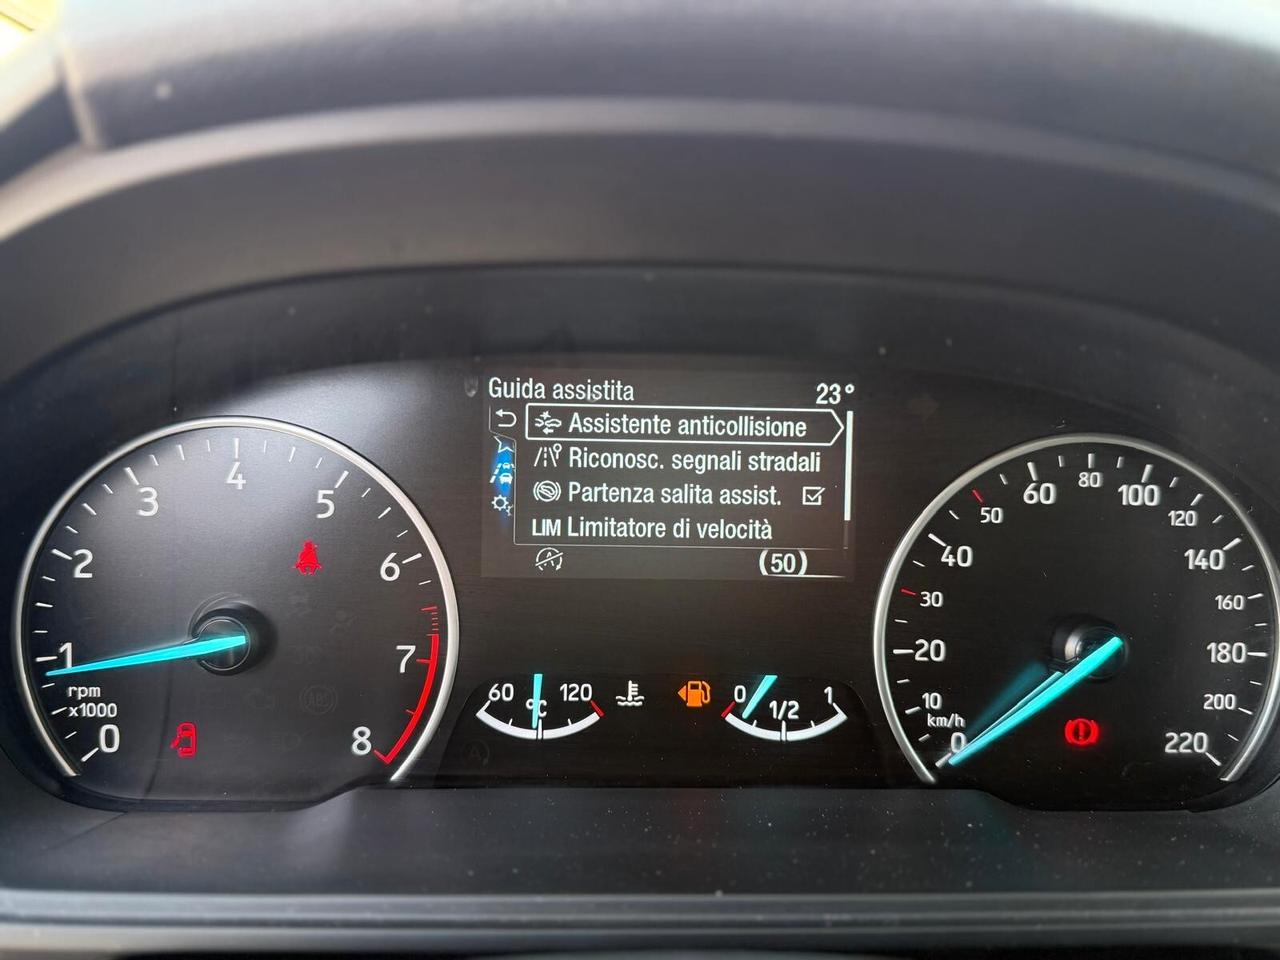 Guida assistita 23°
Assistente anticollisione
Riconosc. segnali stradali
Partenza salita assist.
LIM Limitatore di velocità
A (50)
0 1 2 3 4 5 6 7 8
rpm
x1000
ABS
60 120
°C
0 1/2 1
0 10 20 30 40 50 60 80 100 120 140 160 180 200 220
km/h